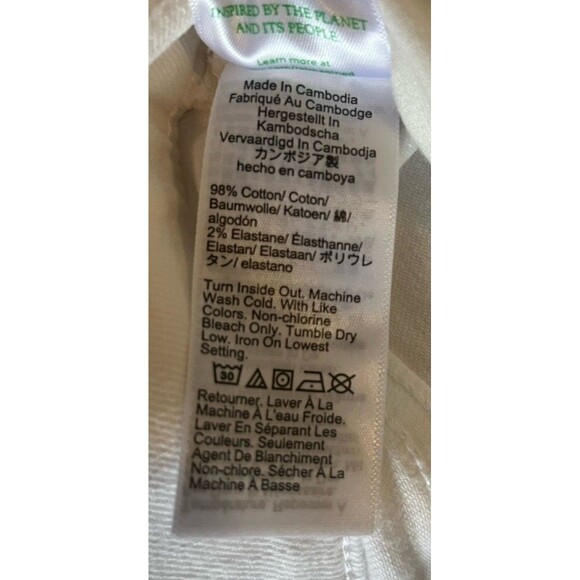 INSPIRED BY THE PLANET
AND ITS PEOPLE
Learn more at
Made In Cambodia
Fabriqué Au Cambodge
Hergestellt In
Kambodscha
Vervaardigd In Cambodja
カンボジア製
hecho en camboya
98% Cotton/ Coton/
Baumwolle/ Katoen/ 綿/
algodón
2% Elastane/ Élasthanne/
Elastan/ Elastaan/ ポリウレ
タン/ elastano
Turn Inside Out. Machine
Wash Cold. With Like
Colors. Non-chlorine
Bleach Only. Tumble Dry
Low. Iron On Lowest
Setting.
30
Retourner. Laver À La
Machine À L'eau Froide.
Laver En Séparant Les
Couleurs. Seulement
Agent De Blanchiment
Non-chlore. Sécher À La
Machine À Basse